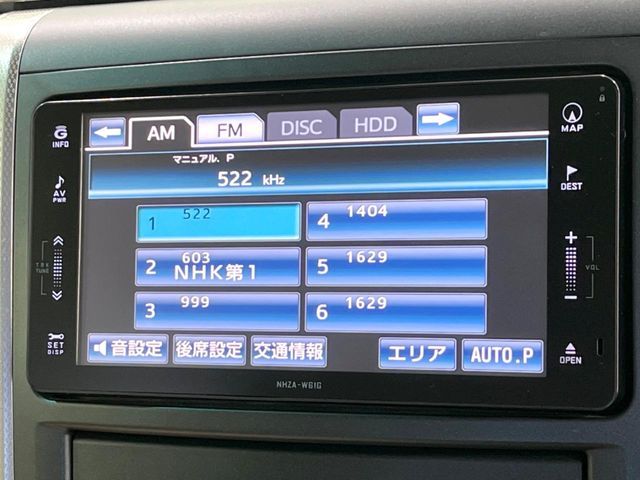 G
INFO
AM
FM
DISC
HDD
MAP
マニュアル. P
522 kHz
AV
PWR
DEST
1 522
4 1404
2 603
NHK第1
5 1629
3 999
6 1629
TRK
TUNE
+
VOL
−
SET
DISP
音設定
後席設定
交通情報
エリア
AUTO.P
OPEN
NHZA-W61G